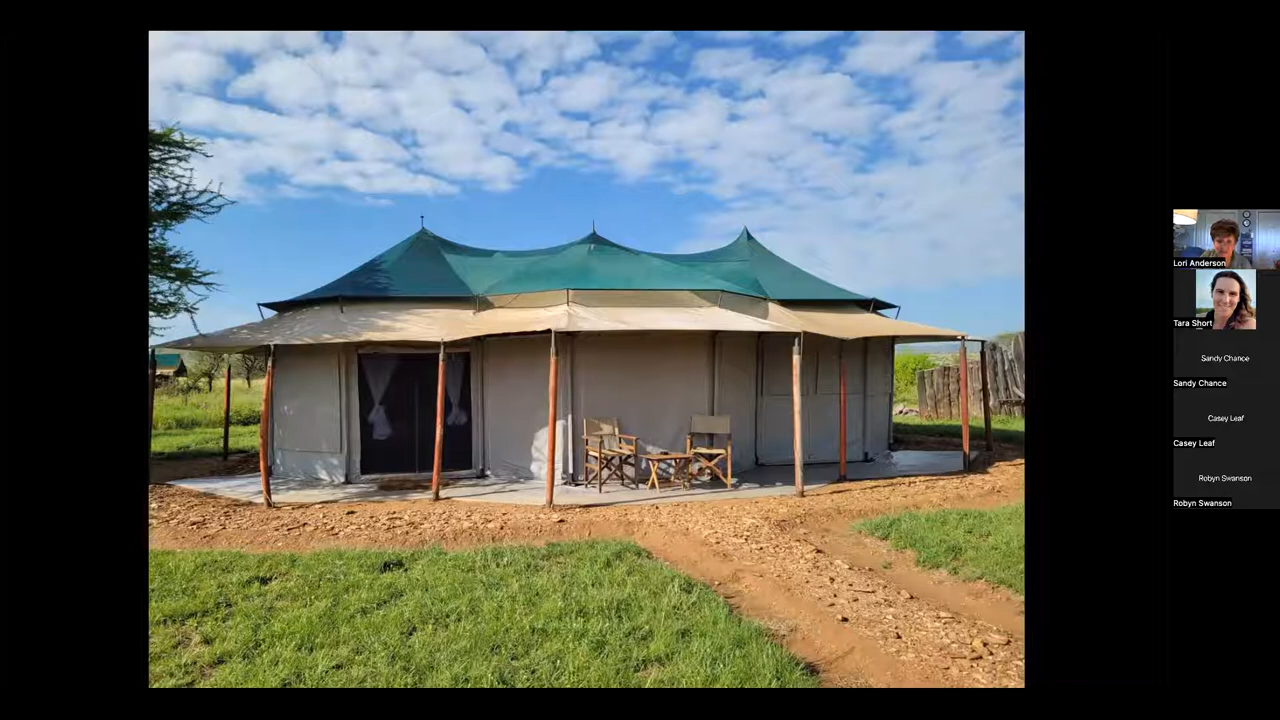 Lori Anderson
Tara Short
Sandy Chance
Sandy Chance
Casey Leaf
Casey Leaf
Robyn Swanson
Robyn Swanson